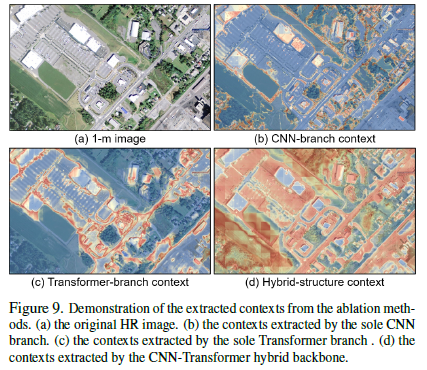 (a) 1-m image
(b) CNN-branch context
(c) Transformer-branch context
(d) Hybrid-structure context
Figure 9. Demonstration of the extracted contexts from the ablation meth-
ods. (a) the original HR image. (b) the contexts extracted by the sole CNN
branch. (c) the contexts extracted by the sole Transformer branch . (d) the
contexts extracted by the CNN-Transformer hybrid backbone.